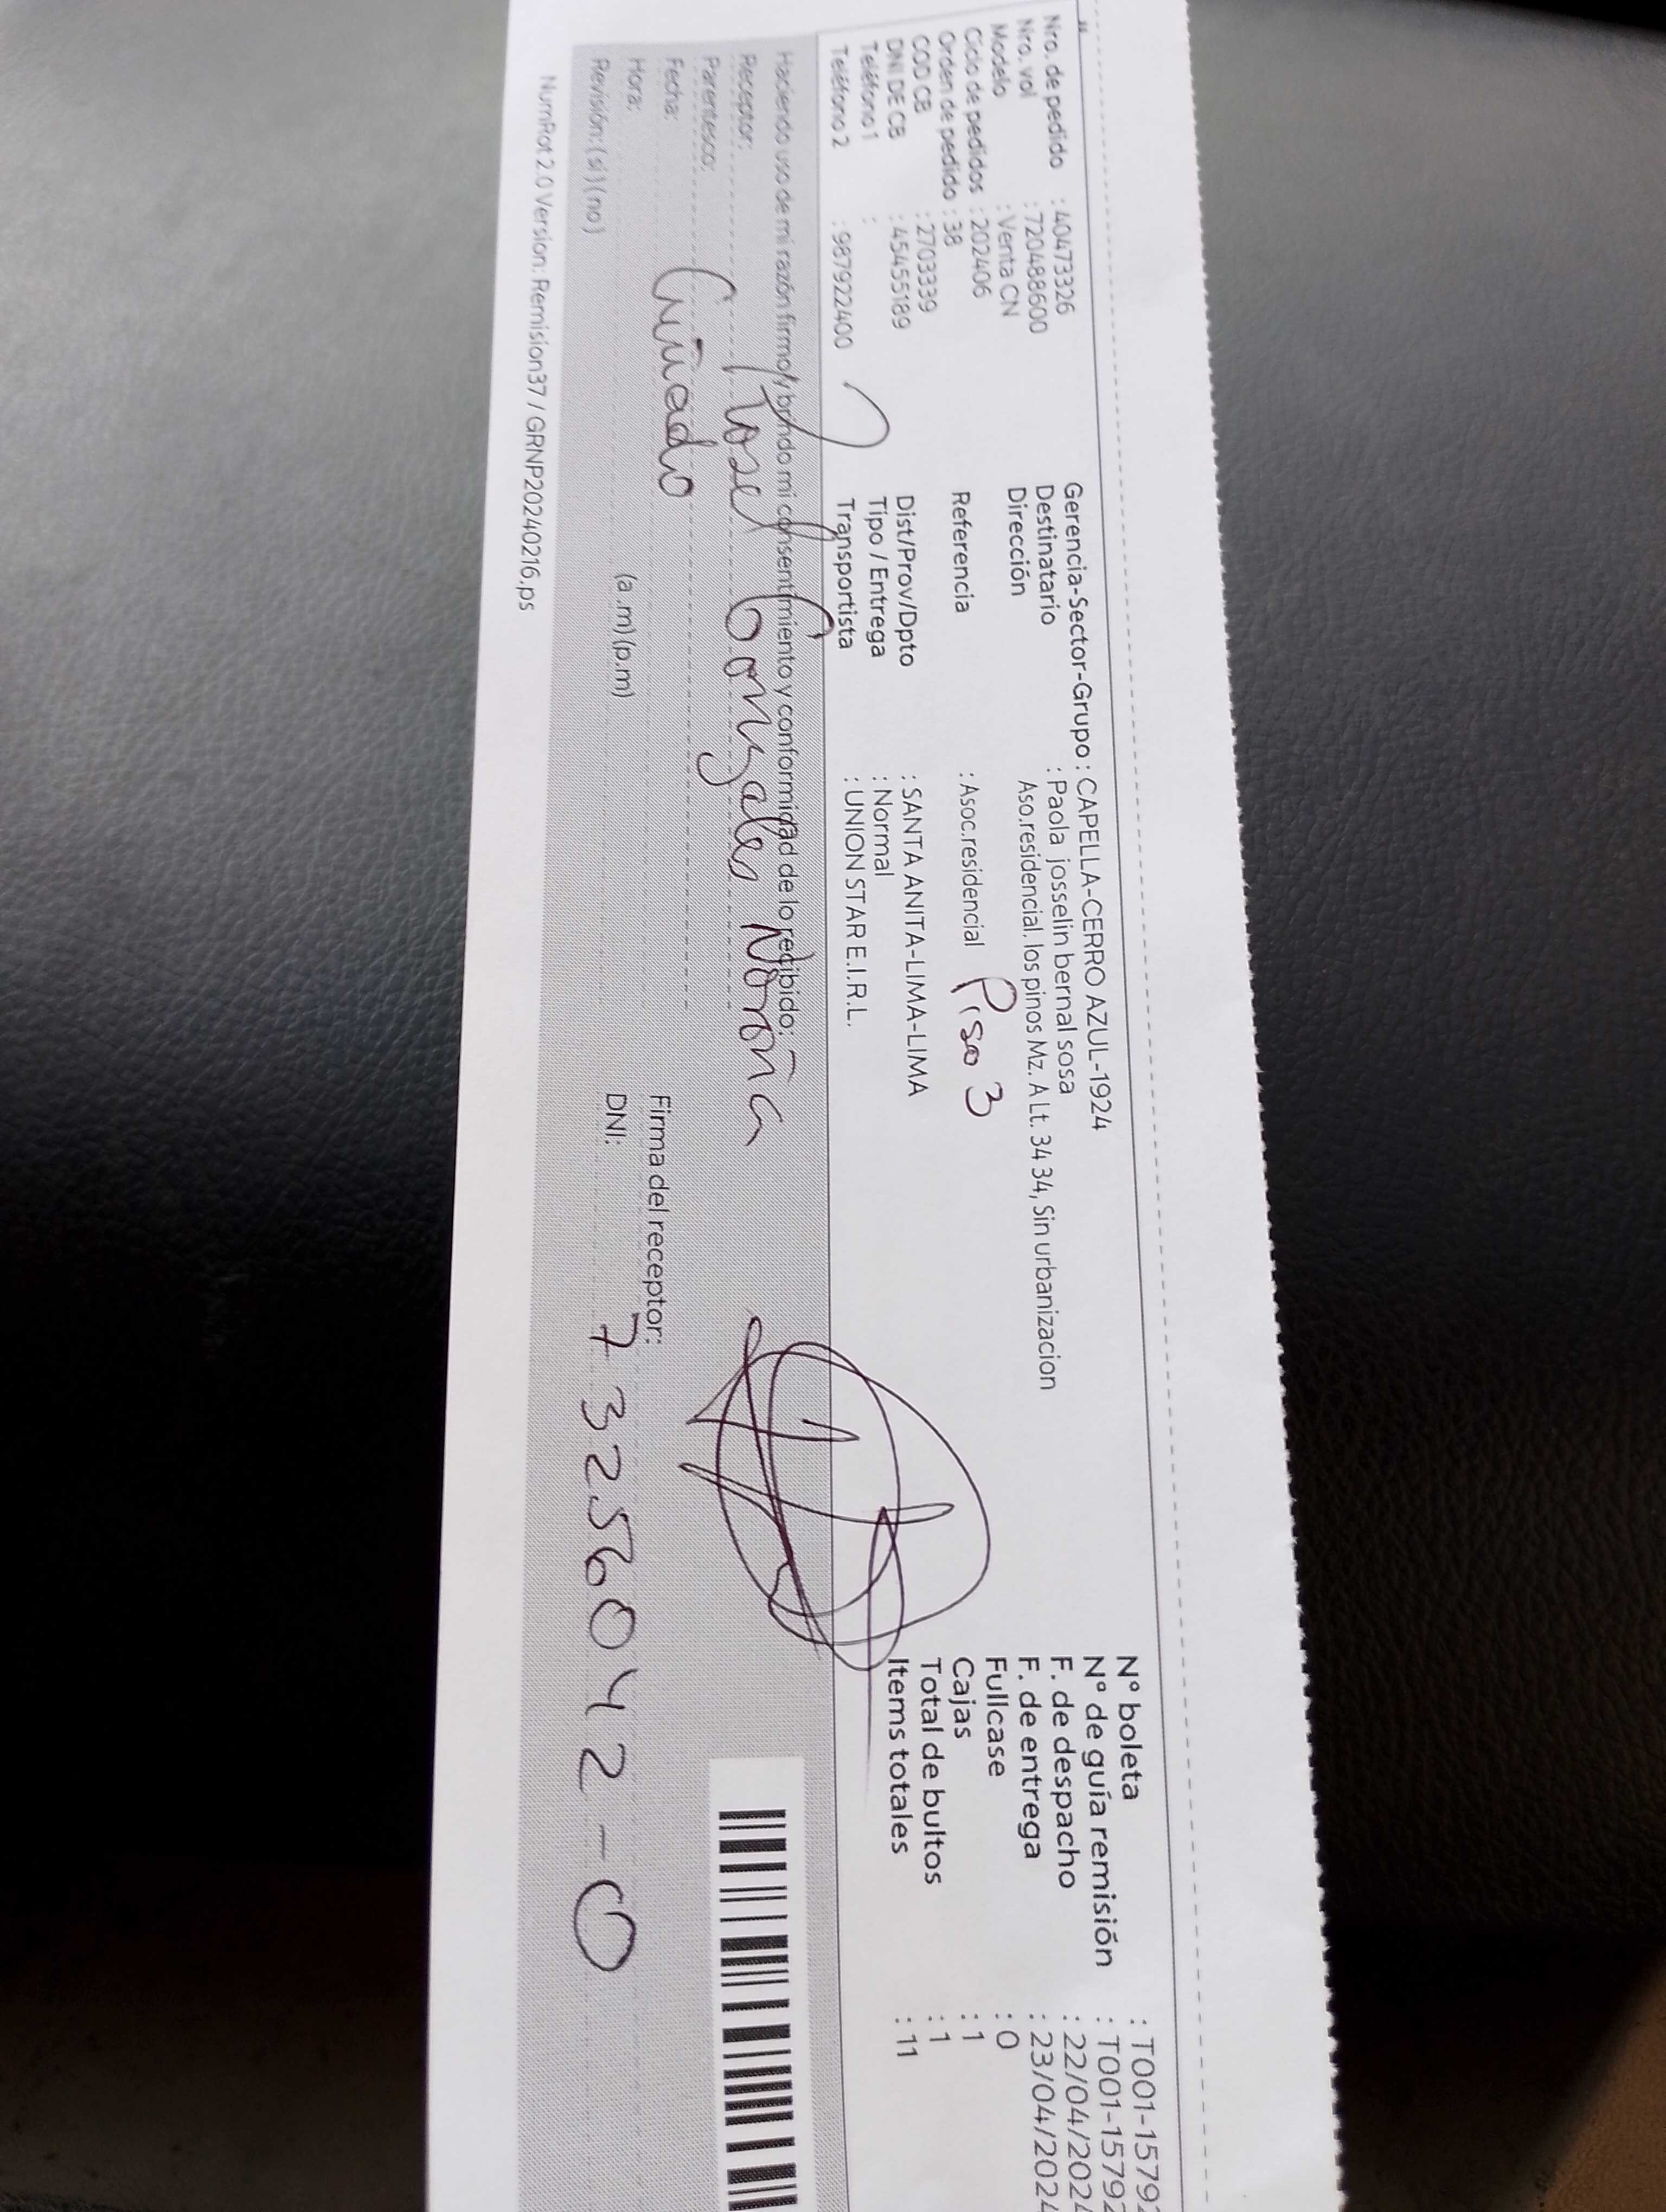 Nro. de pedido : 40473326
Nro. vol : 720488600
Modelo : Venta CN
Ciclo de pedidos : 202406
Orden de pedido : 38
COD CB : 2703339
DNI DE CB : 45455189
Teléfono 1 :
Teléfono 2 : 987922400
Gerencia-Sector-Grupo : CAPELLA-CERRO AZUL-1924
Destinatario : Paola josselin bernal sosa
Dirección Aso.residencial. los pinos Mz. A Lt. 34 34, Sin urbanizacion
Referencia : Asoc.residencial Piso 3
Dist/Prov/Dpto : SANTA ANITA-LIMA-LIMA
Tipo / Entrega : Normal
Transportista : UNION STAR E.I.R.L.
N° boleta : T001-1579
N° de guía remisión : T001-1579
F. de despacho : 22/04/2024
F. de entrega : 23/04/2024
Fullcase : 0
Cajas : 1
Total de bultos : 1
Items totales : 11
Haciendo uso de mi razón firmo y brindo mi consentimiento y conformidad de lo recibido:
Receptor: José Gonzales Noroña
Parentesco: Cuñado
Fecha:
Hora: (a.m) (p.m)
Revisión: (si) (no)
Firma del receptor:
DNI: 73256042-0
NumRot 2.0 Version: Remision37 / GRNP20240216.ps